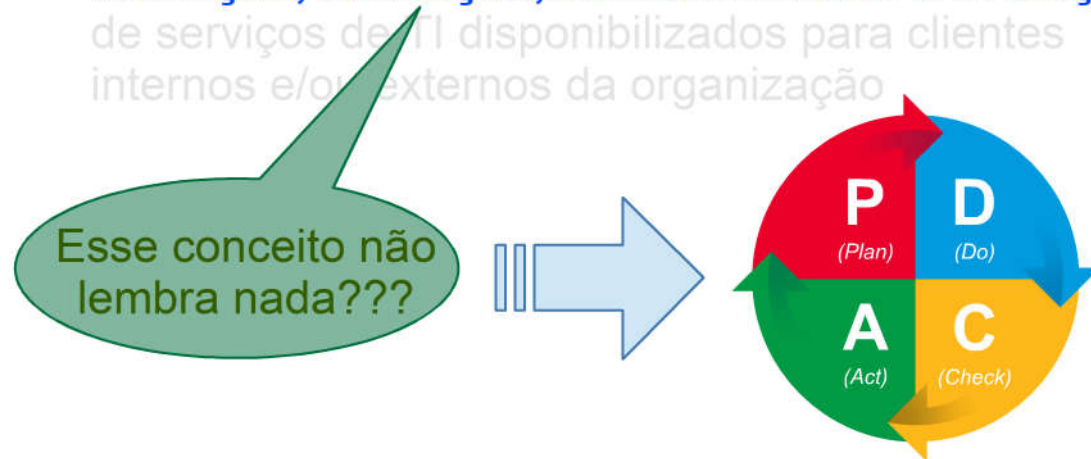 de serviços de TI disponibilizados para clientes
internos e/ou externos da organização
Esse conceito não
lembra nada???
P
(Plan)
D
(Do)
A
(Act)
C
(Check)